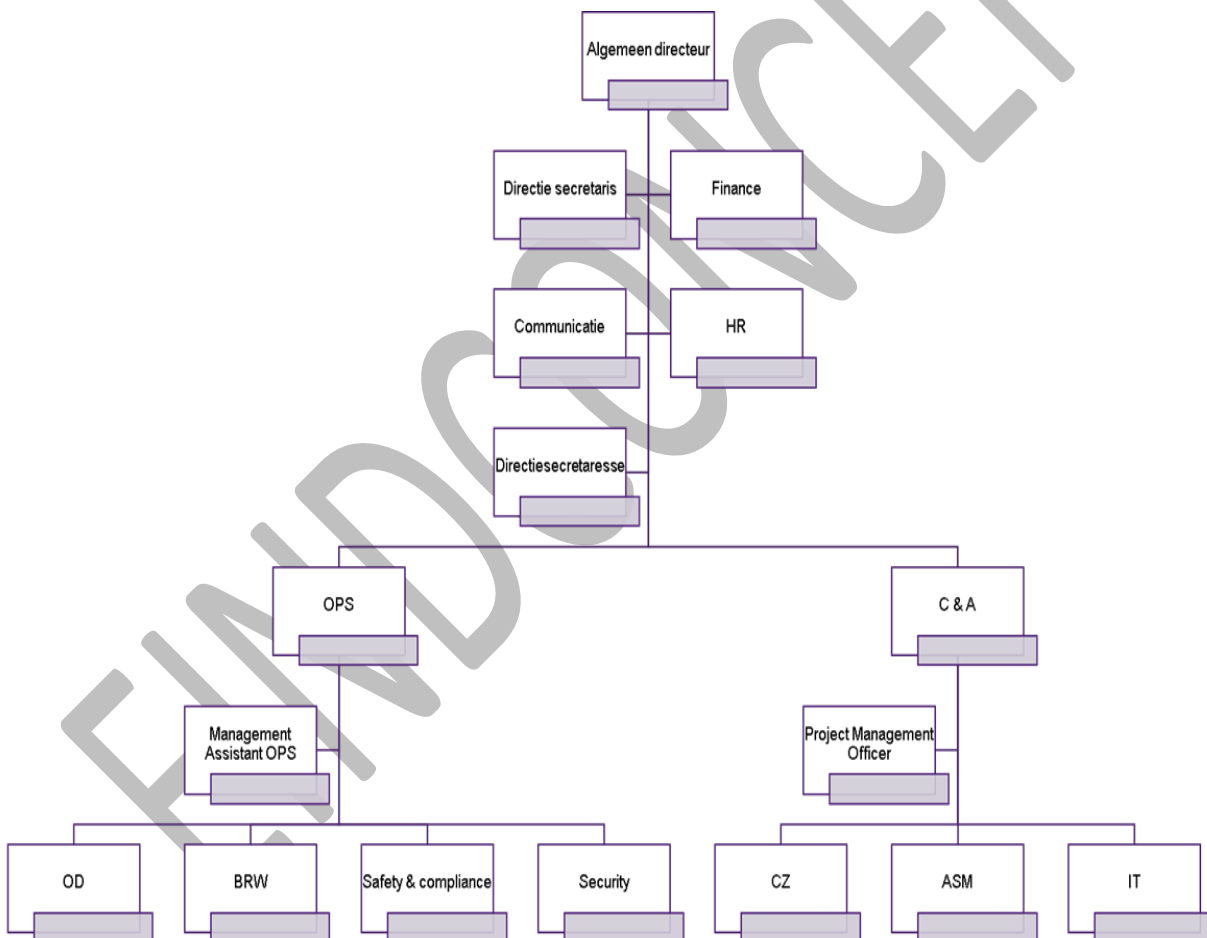 Algemeen directeur
Directie secretaris
Finance
Communicatie
HR
Directiesecretaresse
OPS
C & A
Management
Assistant OPS
Project Management
Officer
OD
BRW
Safety & compliance
Security
CZ
ASM
IT
EINDCONCEPT